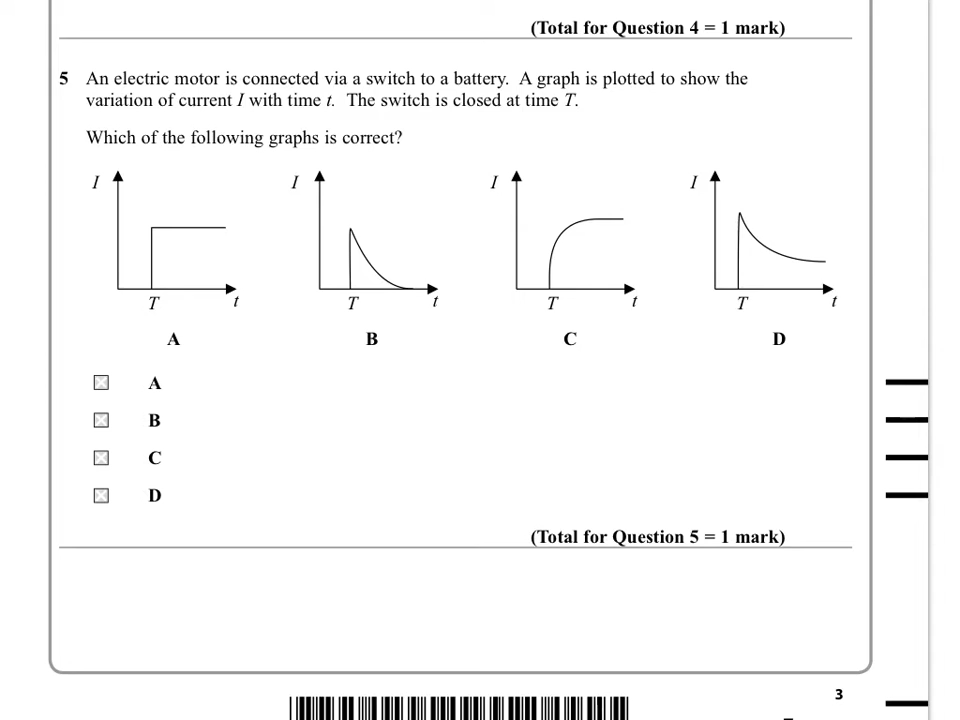 (Total for Question 4 = 1 mark)
5 An electric motor is connected via a switch to a battery. A graph is plotted to show the
variation of current I with time t. The switch is closed at time T.
Which of the following graphs is correct?
I I I I
T t T t T t T t
A B C D
A
B
C
D
(Total for Question 5 = 1 mark)
3